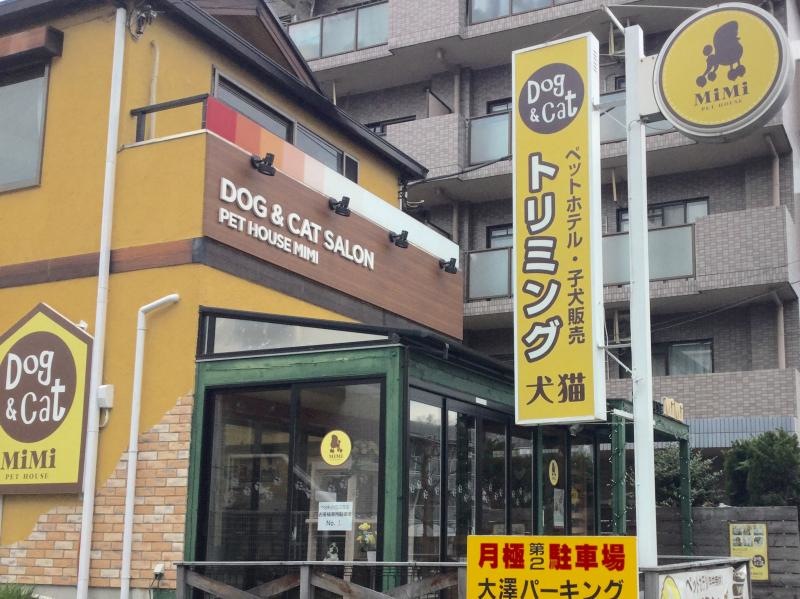 DOG & CAT SALON
PET HOUSE MIMI
Dog
& Cat
MiMi
PET HOUSE
Dog
& Cat
ペットホテル・子犬販売
トリミング
犬猫
MiMi
PET HOUSE
MiMi
No. 1
月極第2駐車場
大澤パーキング